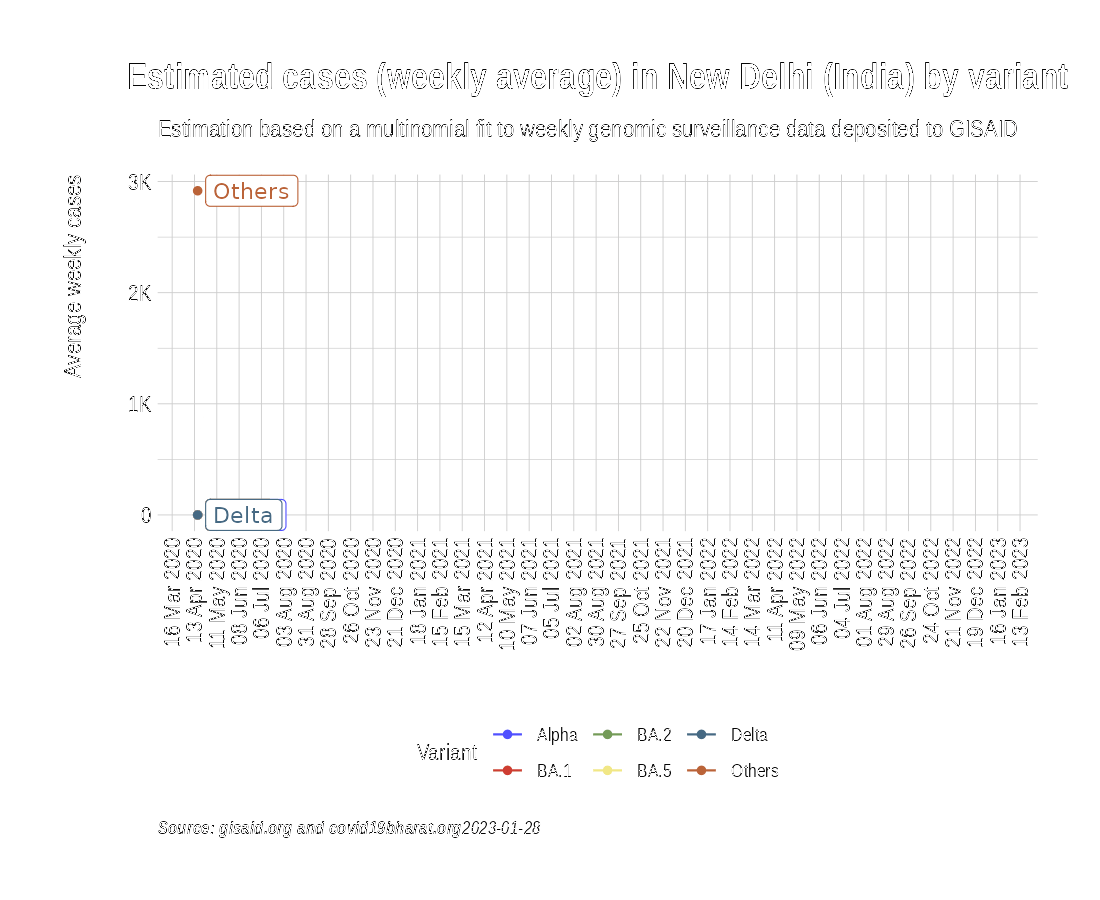 Estimated cases (weekly average) in New Delhi (India) by variant
Estimation based on a multinomial fit to weekly genomic surveillance data deposited to GISAID
Average weekly cases
3K
2K
1K
0
Others
Delta
16 Mar 2020
13 Apr 2020
11 May 2020
08 Jun 2020
06 Jul 2020
03 Aug 2020
31 Aug 2020
28 Sep 2020
26 Oct 2020
23 Nov 2020
21 Dec 2020
18 Jan 2021
15 Feb 2021
15 Mar 2021
12 Apr 2021
10 May 2021
07 Jun 2021
05 Jul 2021
02 Aug 2021
30 Aug 2021
27 Sep 2021
25 Oct 2021
22 Nov 2021
20 Dec 2021
17 Jan 2022
14 Feb 2022
14 Mar 2022
11 Apr 2022
09 May 2022
06 Jun 2022
04 Jul 2022
01 Aug 2022
29 Aug 2022
26 Sep 2022
24 Oct 2022
21 Nov 2022
19 Dec 2022
16 Jan 2023
13 Feb 2023
Variant
Alpha BA.2 Delta
BA.1 BA.5 Others
Source: gisaid.org and covid19bharat.org2023-01-28